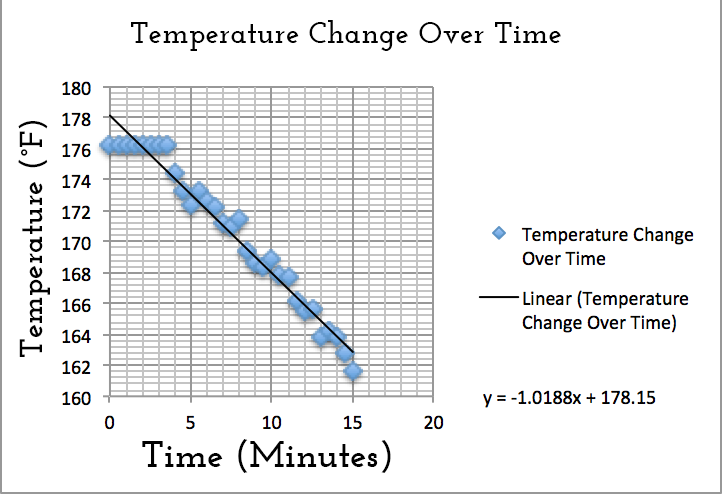 Temperature Change Over Time
Temperature (°F)
180
178
176
174
172
170
168
166
164
162
160
0 5 10 15 20
Time (Minutes)
Temperature Change
Over Time
Linear (Temperature
Change Over Time)
y = -1.0188x + 178.15